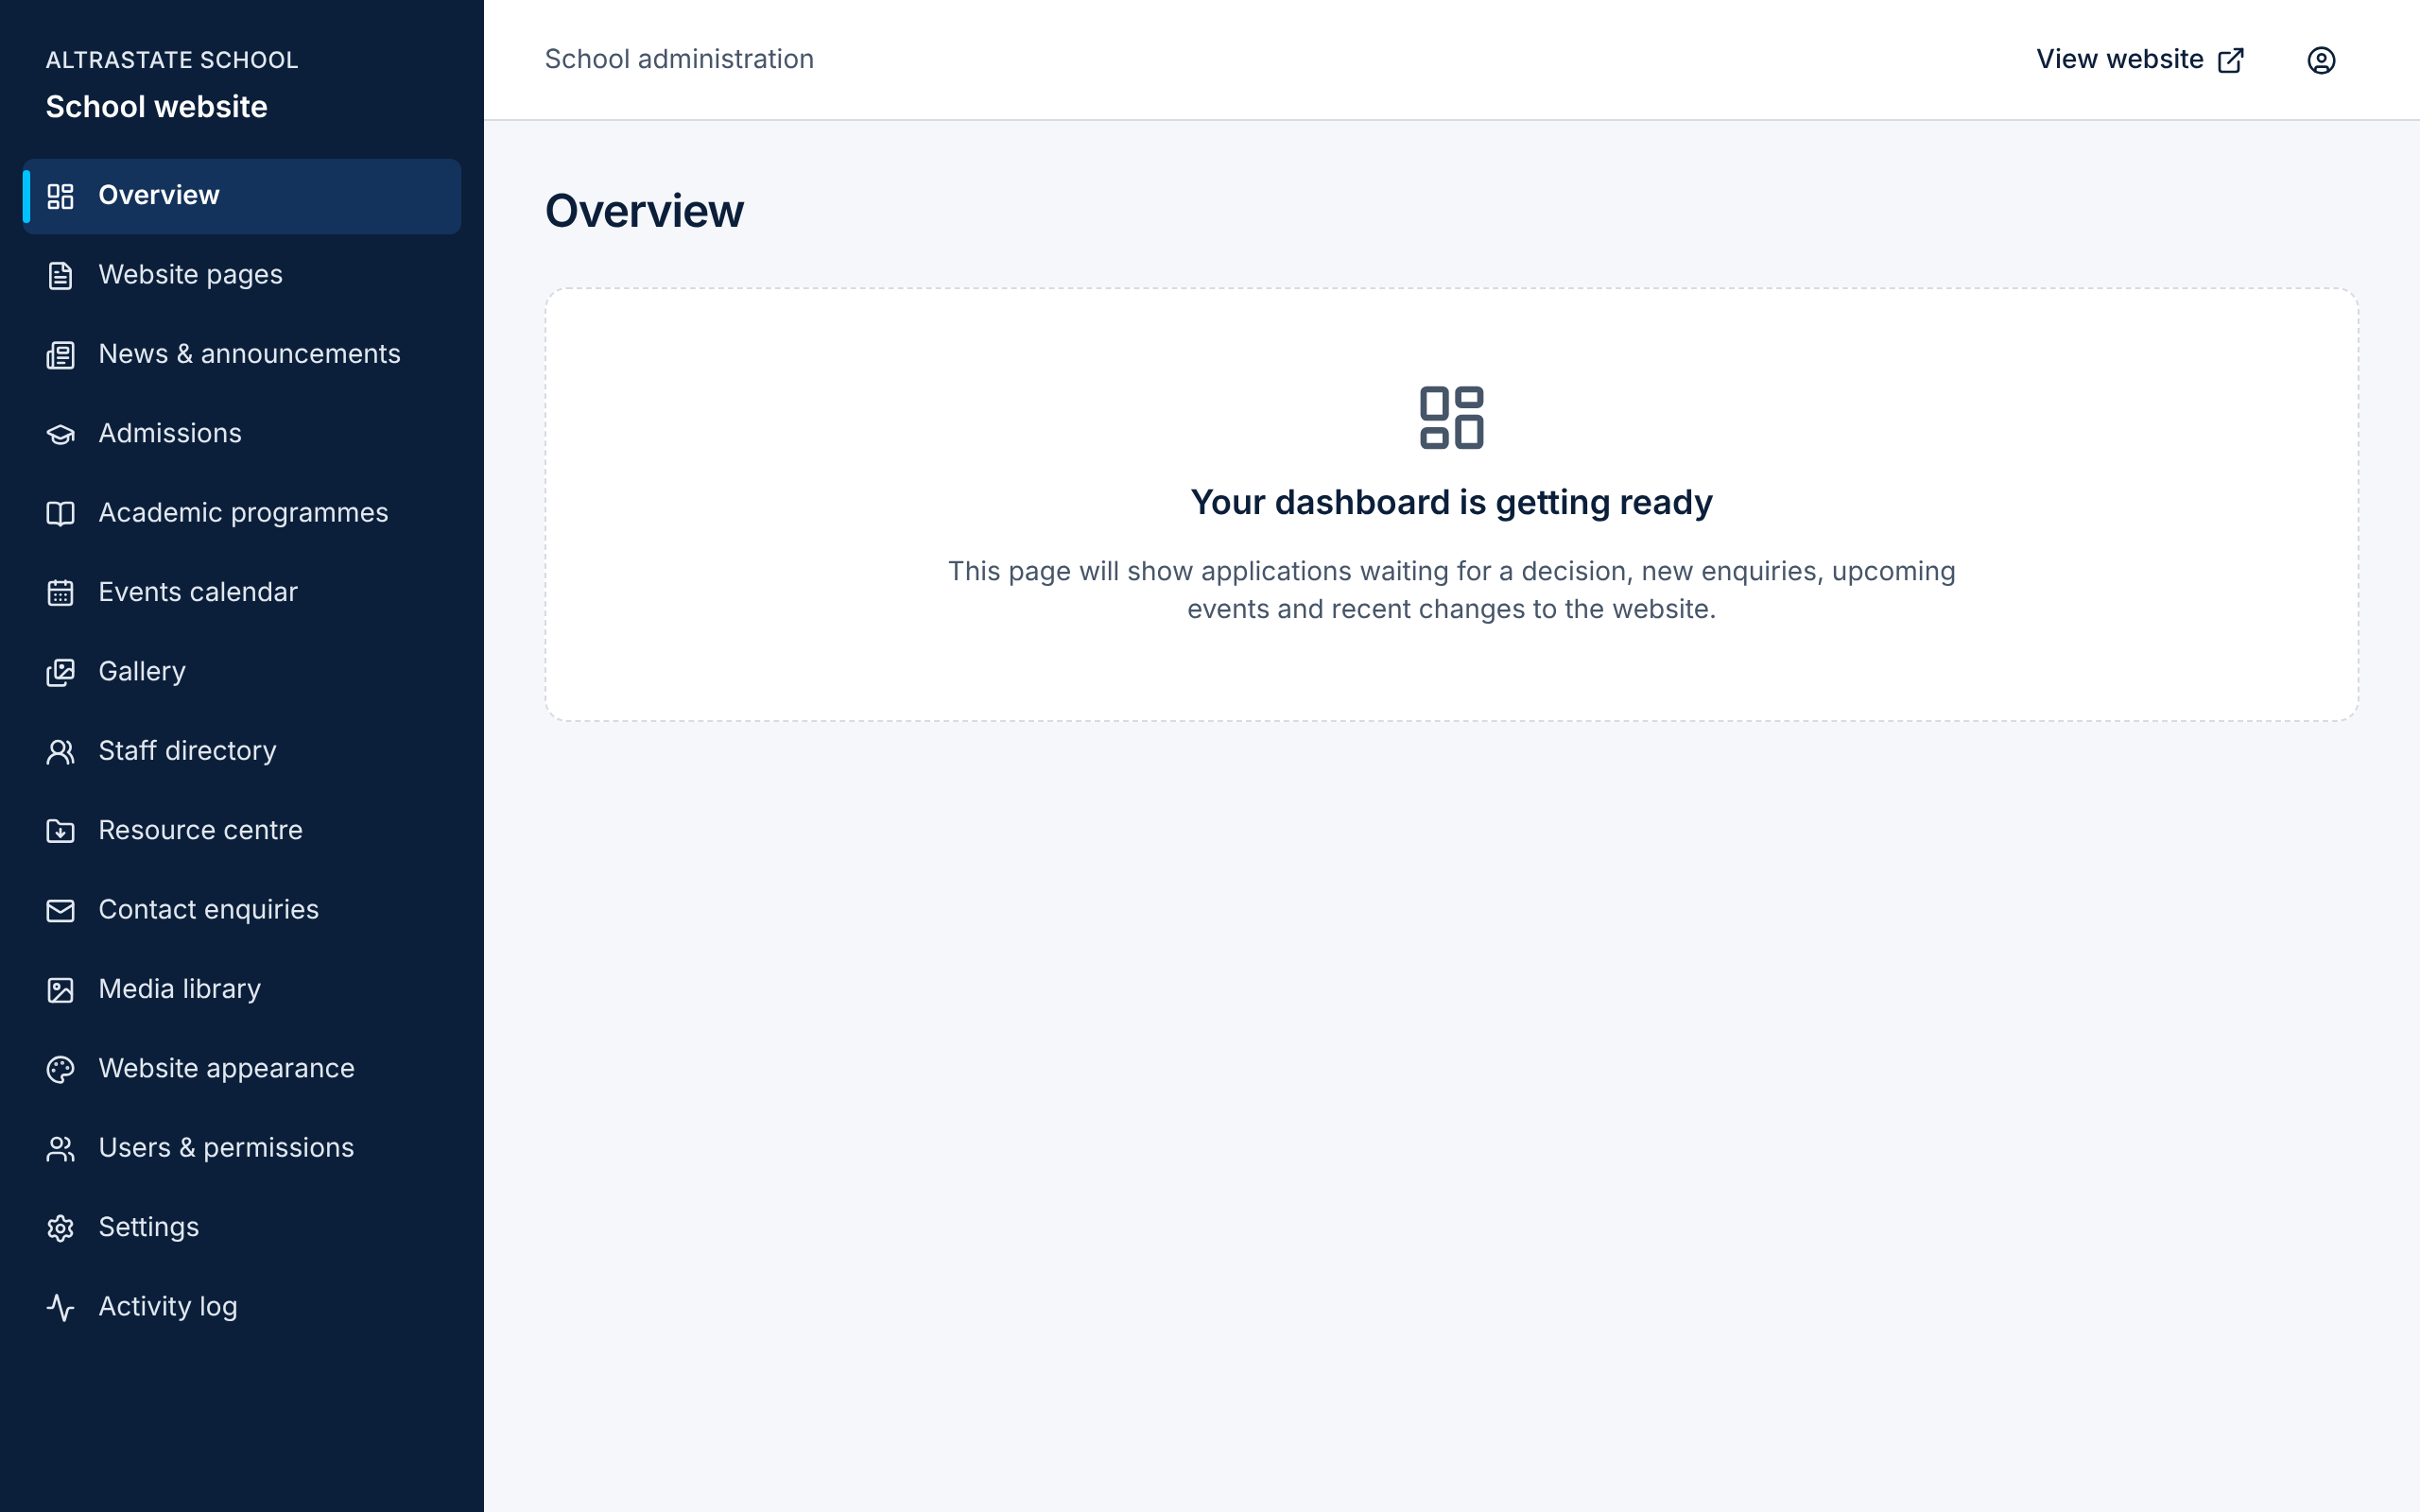 ALTRASTATE SCHOOL
School website
Overview
Website pages
News & announcements
Admissions
Academic programmes
Events calendar
Gallery
Staff directory
Resource centre
Contact enquiries
Media library
Website appearance
Users & permissions
Settings
Activity log
School administration
View website
Overview
Your dashboard is getting ready
This page will show applications waiting for a decision, new enquiries, upcoming
events and recent changes to the website.